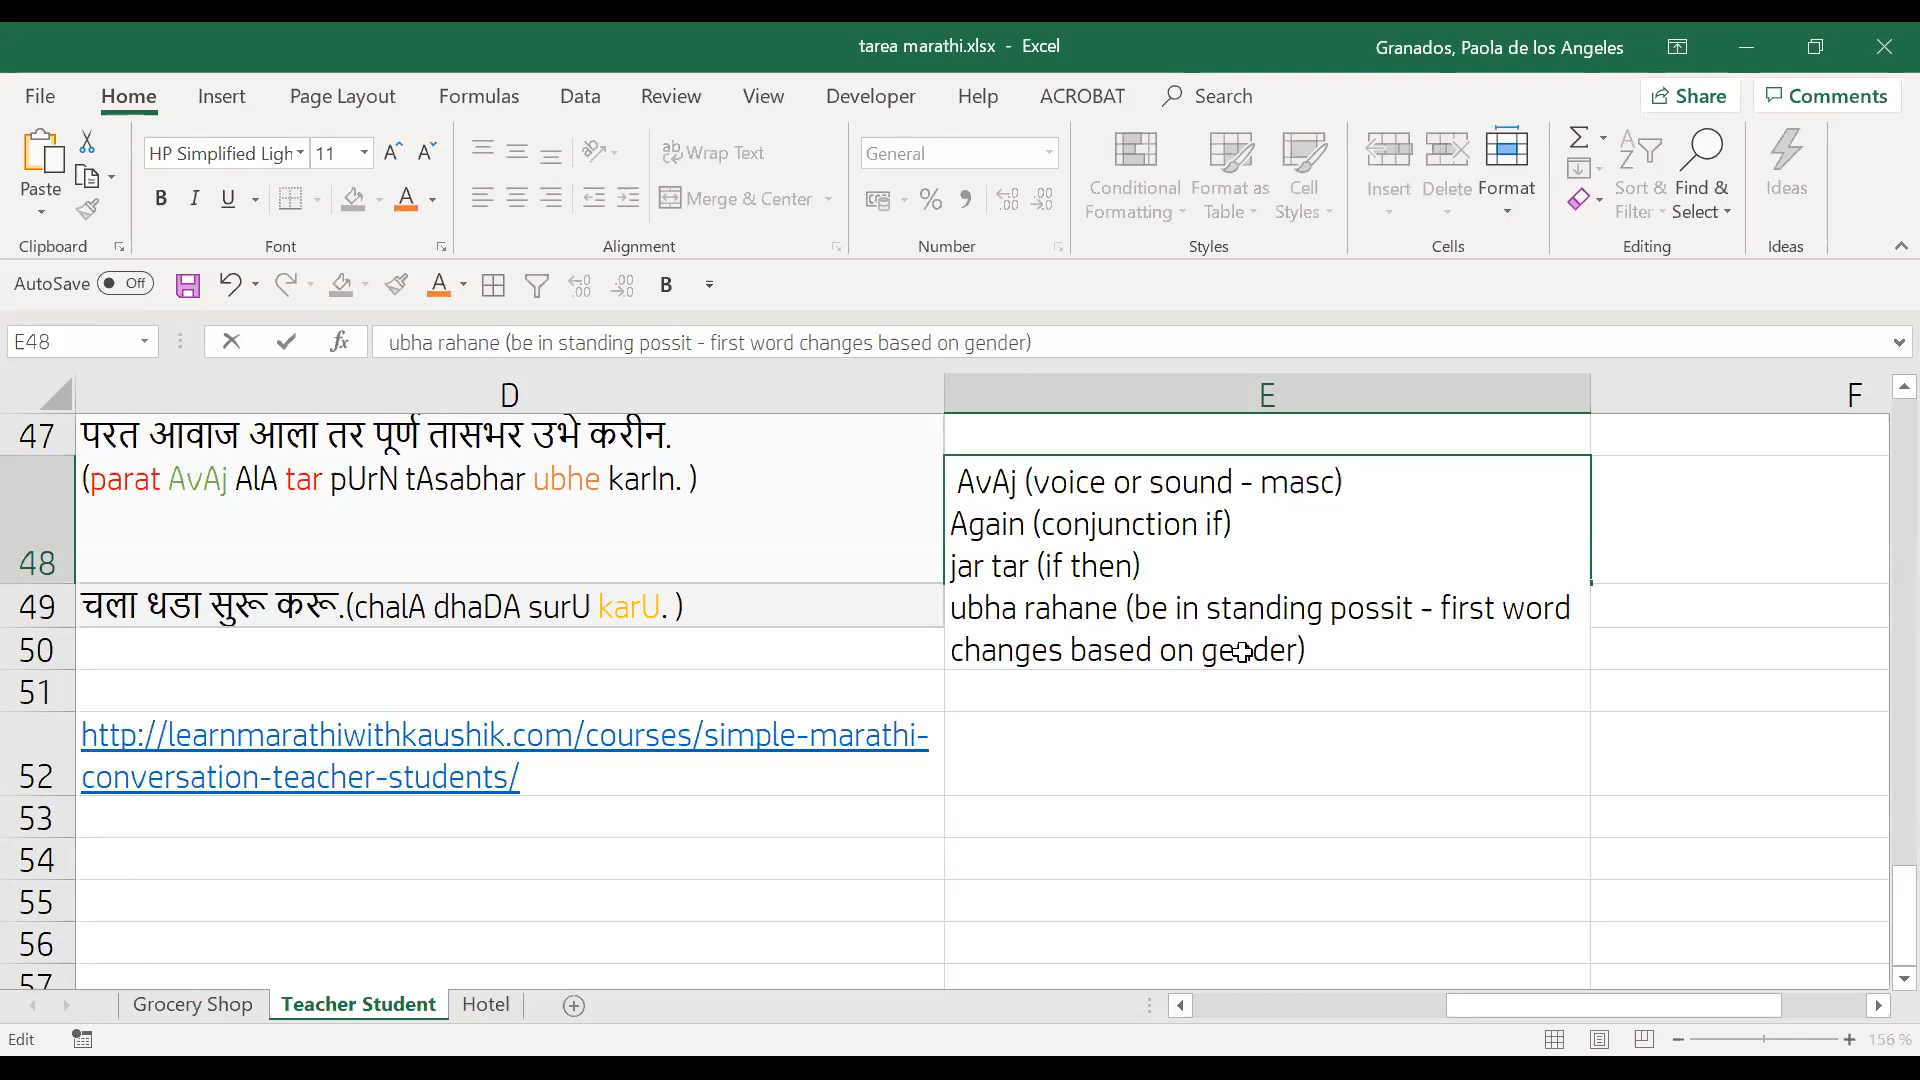 tarea marathi.xlsx - Excel
Granados, Paola de los Angeles
File Home Insert Page Layout Formulas Data Review View Developer Help ACROBAT Search Share Comments
Paste
Clipboard
HP Simplified Ligh 11
B I U
Font
Wrap Text
Merge & Center
Alignment
General
Number
Conditional Formatting
Format as Table
Cell Styles
Styles
Insert Delete Format
Cells
Sort & Filter
Find & Select
Editing
Ideas
Ideas
AutoSave Off
B
E48
fx
ubha rahane (be in standing possit - first word changes based on gender)
D E F
47
परत आवाज आला तर पूर्ण तासभर उभे करीन.
48
(parat AvAj AlA tar pUrN tAsabhar ubhe karIn. )
AvAj (voice or sound - masc)
Again (conjunction if)
jar tar (if then)
ubha rahane (be in standing possit - first word
changes based on gender)
49
चला धडा सुरू करू.(chalA dhaDA surU karU. )
50
51
52
http://learnmarathiwithkaushik.com/courses/simple-marathi-
conversation-teacher-students/
53
54
55
56
57
Grocery Shop Teacher Student Hotel
Edit
156 %